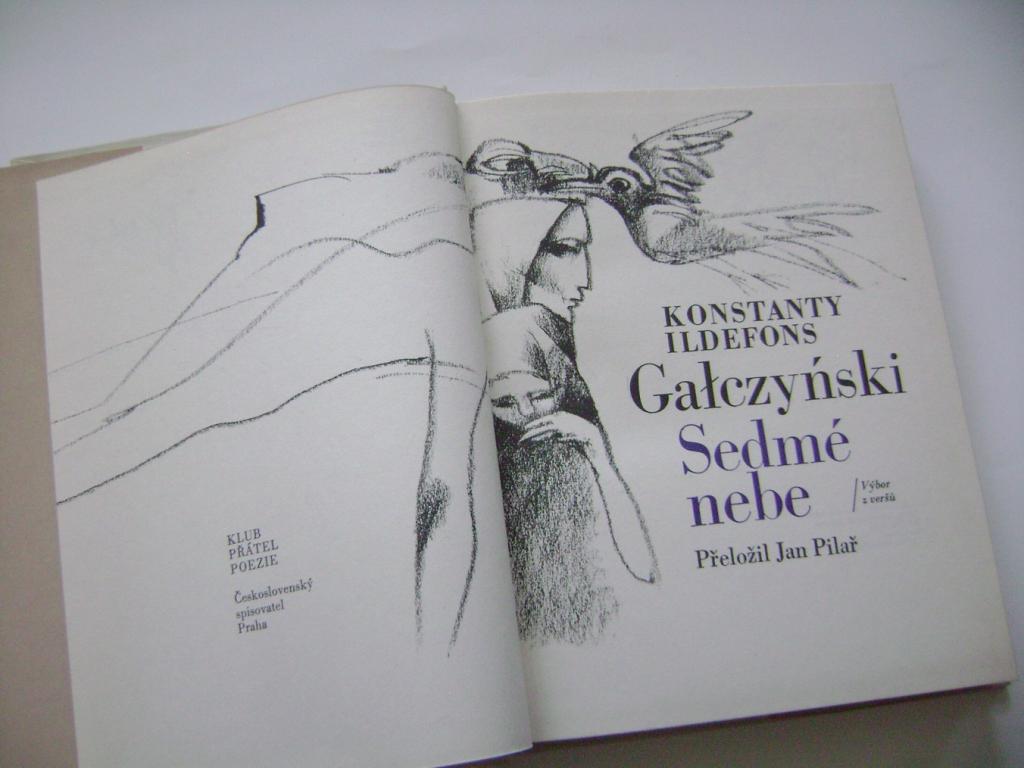 KLUB
PŘÁTEL
POEZIE
Československý
spisovatel
Praha
KONSTANTY
ILDEFONS
Gałczyński
Sedmé
nebe
/Výbor
z veršů
Přeložil Jan Pilař